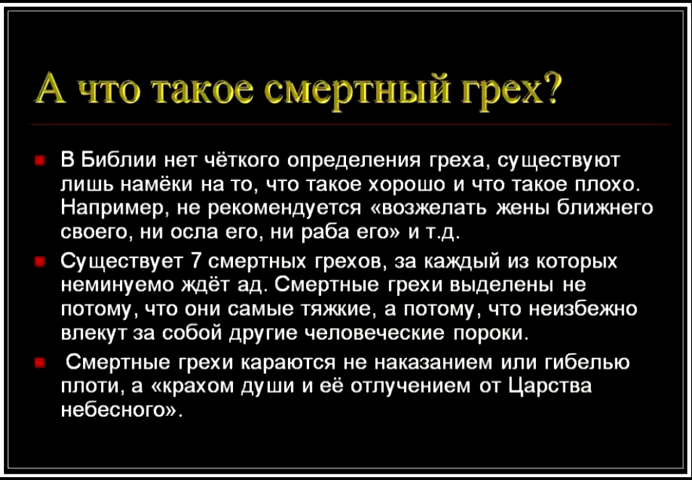 А что такое смертный грех?
В Библии нет чёткого определения греха, существуют
лишь намёки на то, что такое хорошо и что такое плохо.
Например, не рекомендуется «возжелать жены ближнего
своего, ни осла его, ни раба его» и т.д.
Существует 7 смертных грехов, за каждый из которых
неминуемо ждёт ад. Смертные грехи выделены не
потому, что они самые тяжкие, а потому, что неизбежно
влекут за собой другие человеческие пороки.
Смертные грехи караются не наказанием или гибелью
плоти, а «крахом души и её отлучением от Царства
небесного».